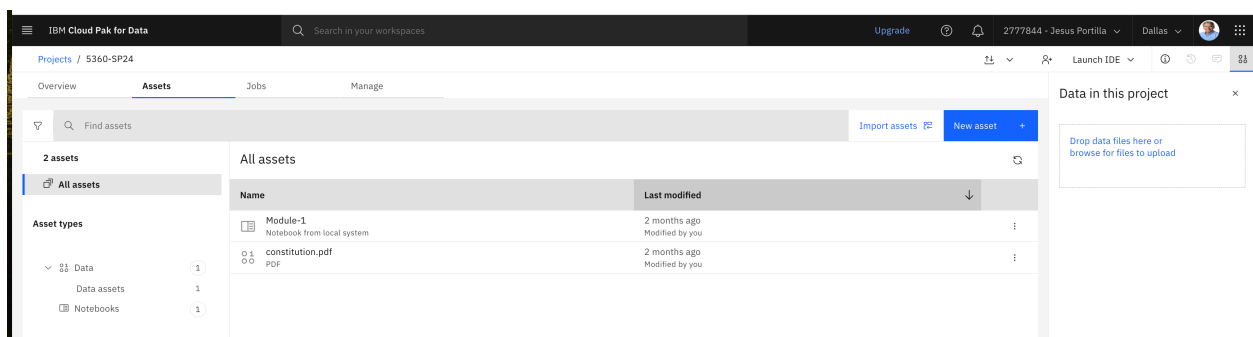 IBM Cloud Pak for Data
Search in your workspaces
Upgrade
2777844 - Jesus Portilla
Dallas
Projects / 5360-SP24
Launch IDE
Overview
Assets
Jobs
Manage
Find assets
Import assets
New asset +
2 assets
All assets
Asset types
Data 1
Data assets 1
Notebooks 1
All assets
Name
Last modified
Module-1
Notebook from local system
2 months ago
Modified by you
constitution.pdf
PDF
2 months ago
Modified by you
Data in this project
Drop data files here or
browse for files to upload